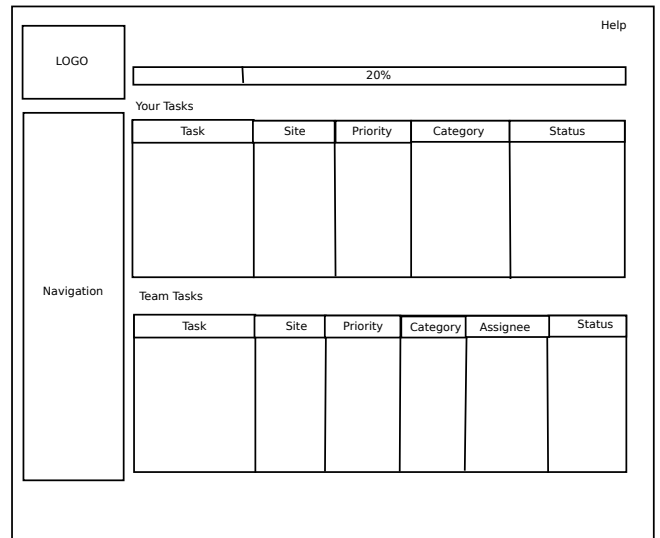 Help
LOGO
20%
Your Tasks
Task Site Priority Category Status
Navigation
Team Tasks
Task Site Priority Category Assignee Status